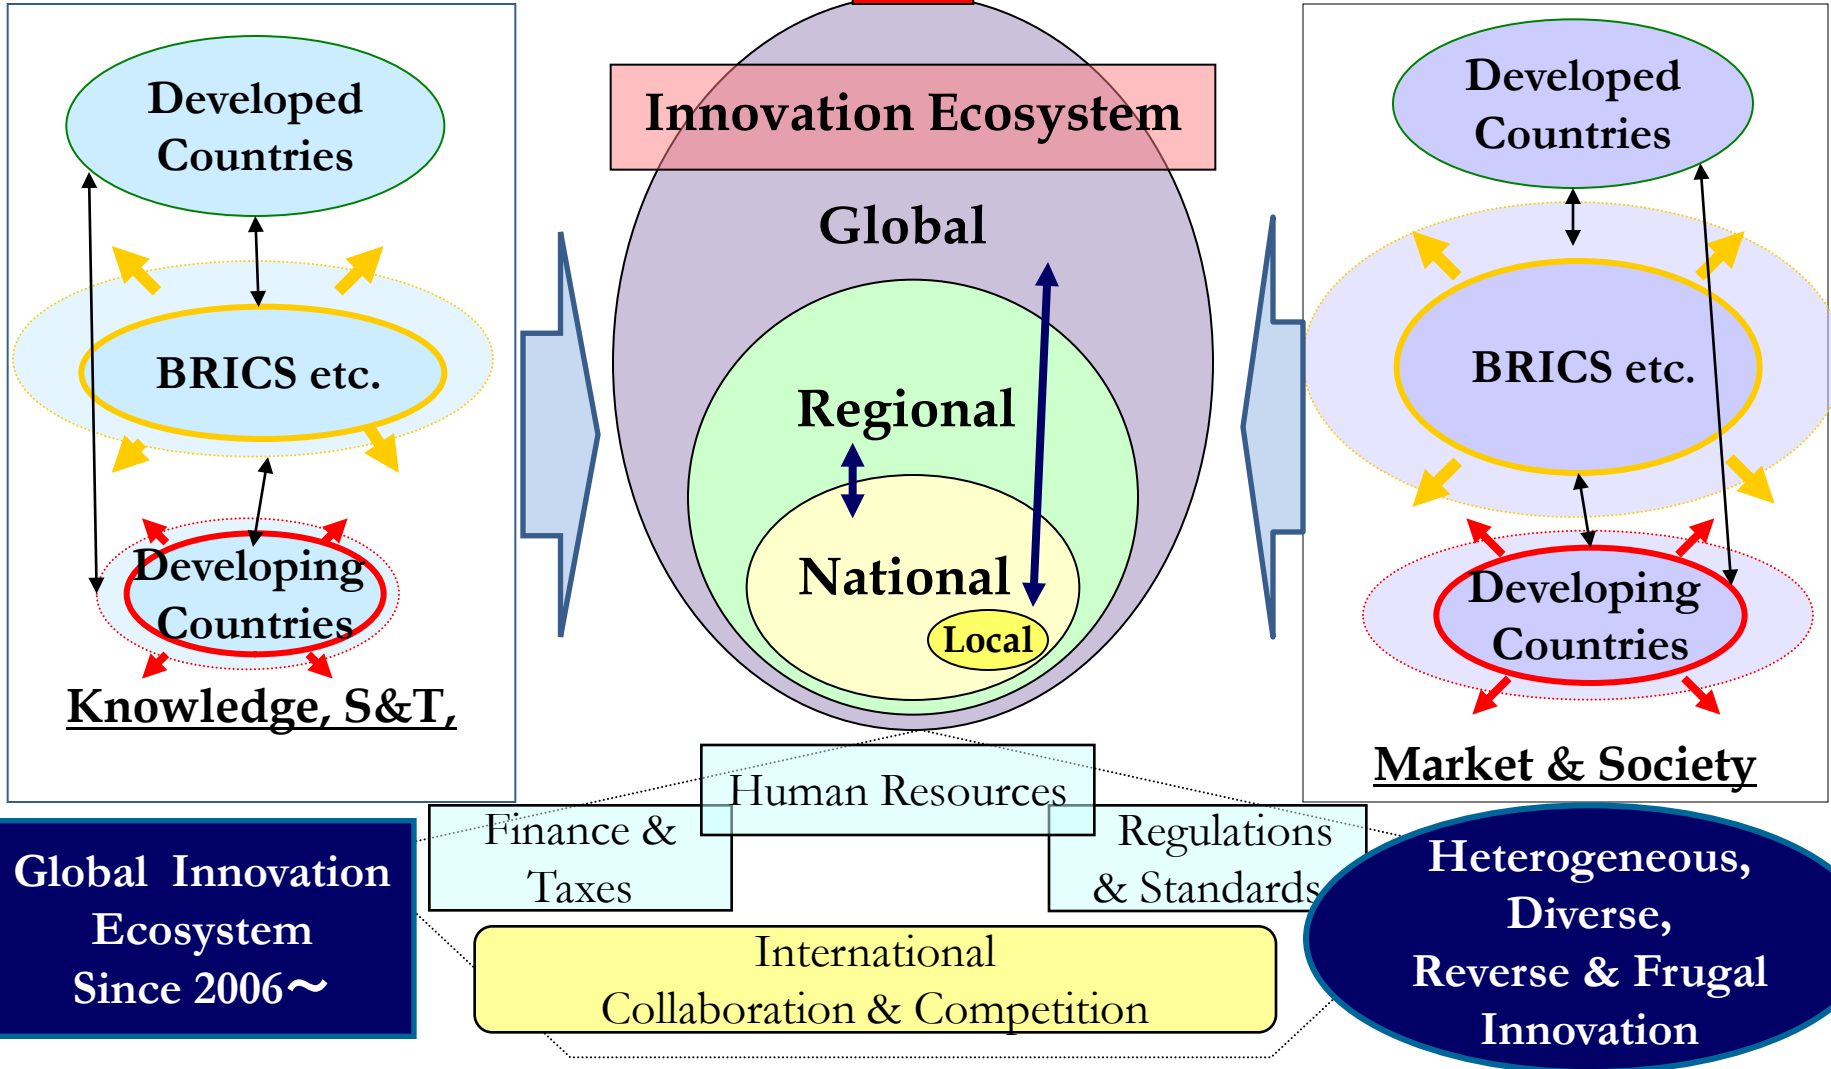 Developed
Countries
BRICS etc.
Developing
Countries
Knowledge, S&T,
Innovation Ecosystem
Global
Regional
National
Local
Developed
Countries
BRICS etc.
Developing
Countries
Market & Society
Human Resources
Finance &
Taxes
Regulations
& Standards
International
Collaboration & Competition
Global Innovation
Ecosystem
Since 2006～
Heterogeneous,
Diverse,
Reverse & Frugal
Innovation